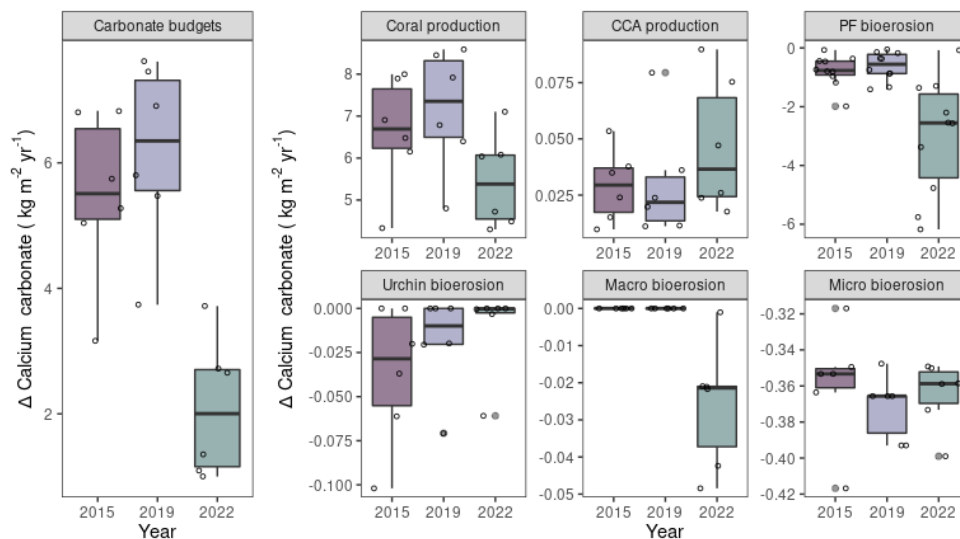 Carbonate budgets
Δ Calcium carbonate ( kg m⁻² yr⁻¹)
6
4
2
2015 2019 2022
Year
Δ Calcium carbonate ( kg m⁻² yr⁻¹)
Coral production
8
7
6
5
2015 2019 2022
CCA production
0.075
0.050
0.025
2015 2019 2022
PF bioerosion
0
-2
-4
-6
2015 2019 2022
Urchin bioerosion
0.000
-0.025
-0.050
-0.075
-0.100
2015 2019 2022
Macro bioerosion
0.00
-0.01
-0.02
-0.03
-0.04
-0.05
2015 2019 2022
Micro bioerosion
-0.32
-0.34
-0.36
-0.38
-0.40
-0.42
2015 2019 2022
Year